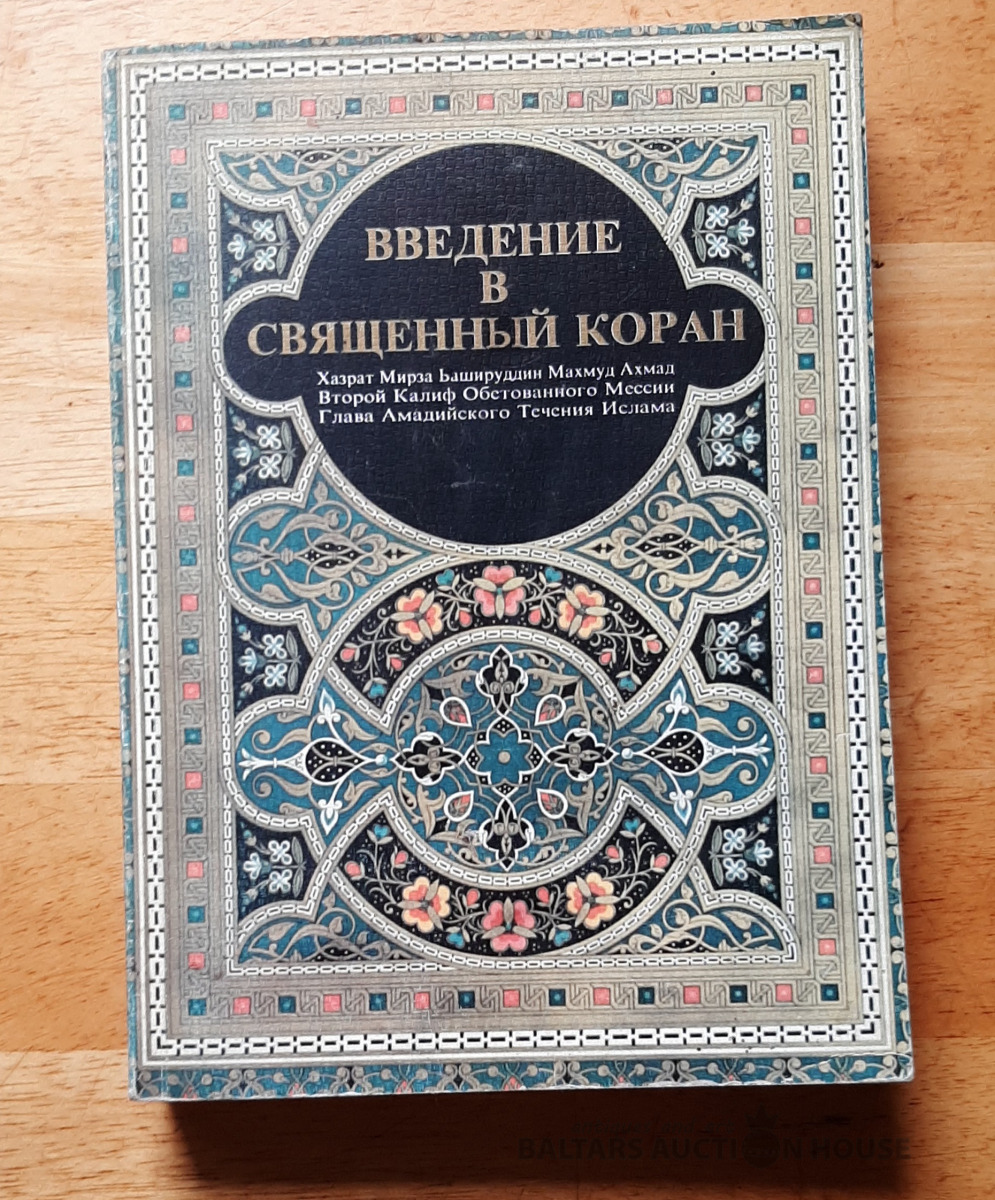 ВВЕДЕНИЕ
В
СВЯЩЕННЫЙ КОРАН
Хазрат Мирза Башируддин Махмуд Ахмад
Второй Калиф Обетованного Мессии
Глава Амадийского Течения Ислама
BALTARS AUCTION HOUSE